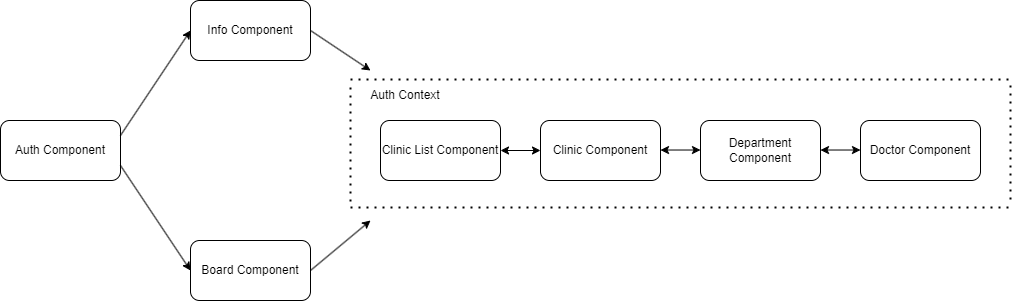 Info Component
Auth Context
Auth Component
Clinic List Component
Clinic Component
Department
Component
Doctor Component
Board Component